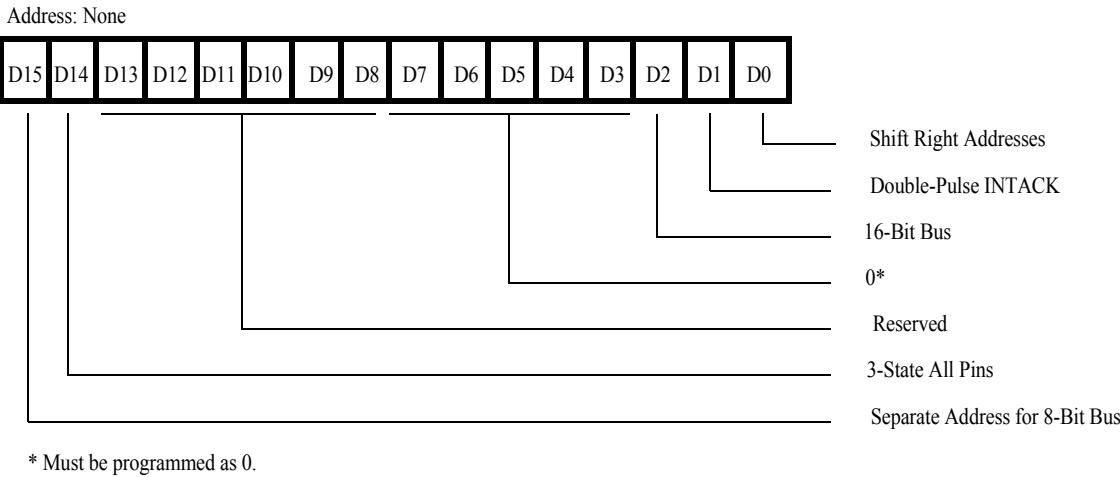 Address: None
D15 D14 D13 D12 D11 D10 D9 D8 D7 D6 D5 D4 D3 D2 D1 D0
Shift Right Addresses
Double-Pulse INTACK
16-Bit Bus
0*
Reserved
3-State All Pins
Separate Address for 8-Bit Bus
* Must be programmed as 0.